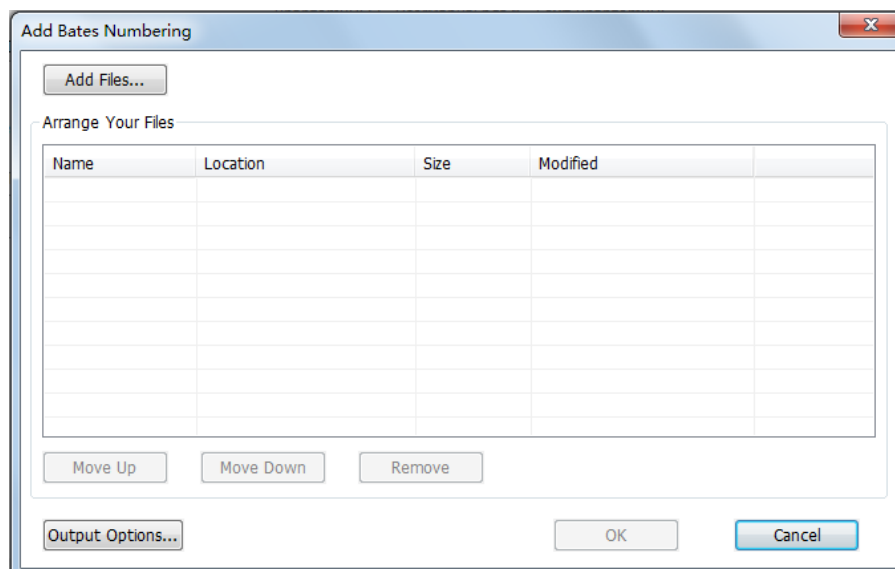 Add Bates Numbering
Add Files...
Arrange Your Files
Name Location Size Modified
Move Up Move Down Remove
Output Options... OK Cancel